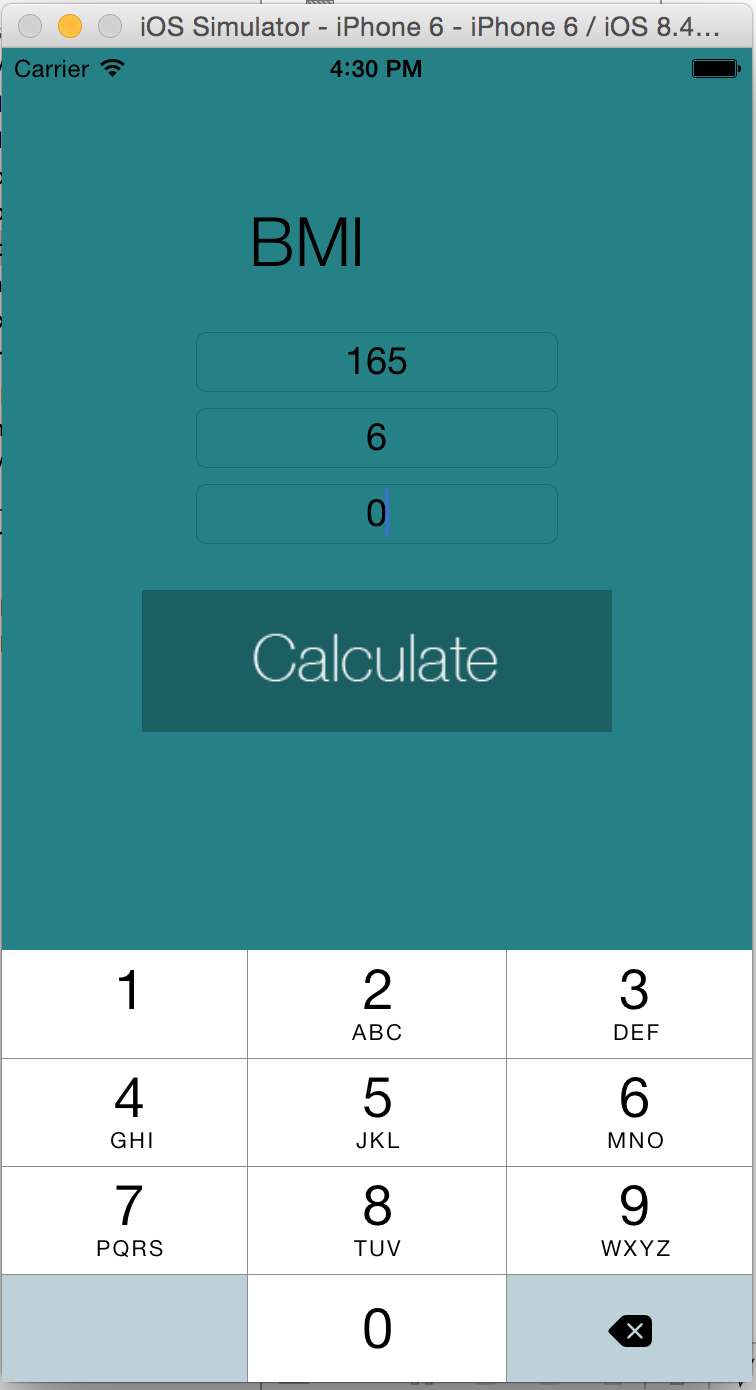 iOS Simulator - iPhone 6 - iPhone 6 / iOS 8.4...
Carrier 4:30 PM
BMI
165
6
0
Calculate
1 2 3
ABC DEF
4 5 6
GHI JKL MNO
7 8 9
PQRS TUV WXYZ
0